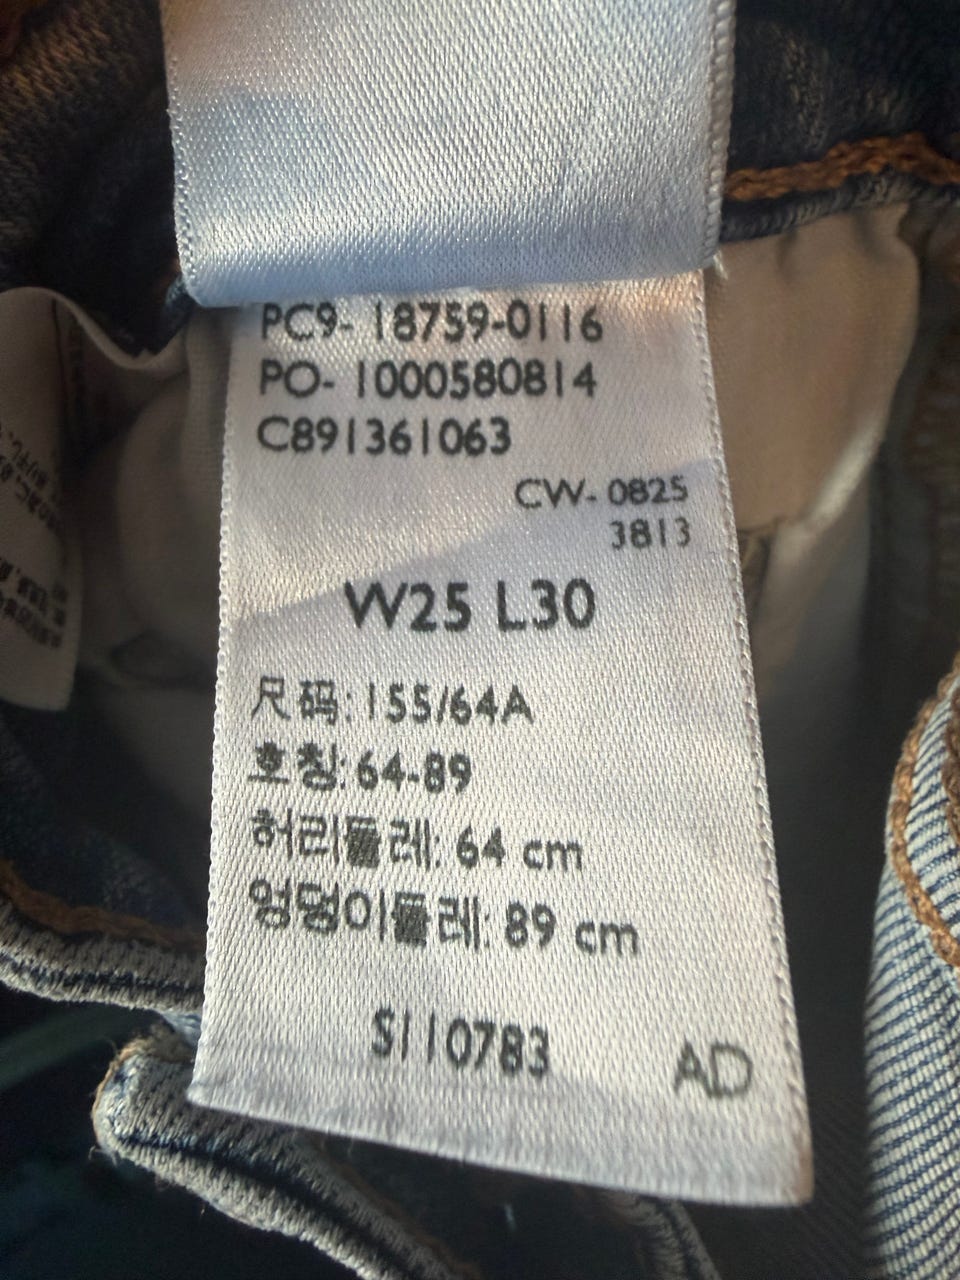 PC9- 18759-0116
PO- 1000580814
C891361063
CW- 0825
3813
W25 L30
尺码: 155/64A
호칭: 64-89
허리둘레: 64 cm
엉덩이둘레: 89 cm
S110783 AD